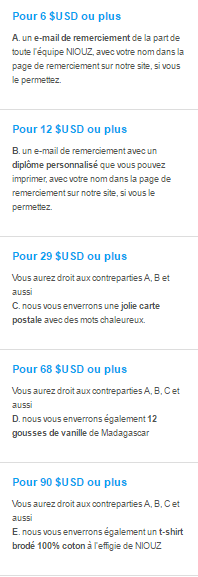 Pour 6 $USD ou plus
A. un e-mail de remerciement de la part de
toute l'équipe NIOUZ, avec votre nom dans la
page de remerciement sur notre site, si vous
le permettez.
Pour 12 $USD ou plus
B. un e-mail de remerciement avec un
diplôme personnalisé que vous pouvez
imprimer, avec votre nom dans la page de
remerciement sur notre site, si vous le
permettez.
Pour 29 $USD ou plus
Vous aurez droit aux contreparties A, B et
aussi
C. nous vous enverrons une jolie carte
postale avec des mots chaleureux.
Pour 68 $USD ou plus
Vous aurez droit aux contreparties A, B, C et
aussi
D. nous vous enverrons également 12
gousses de vanille de Madagascar
Pour 90 $USD ou plus
Vous aurez droit aux contreparties A, B, C et
aussi
E. nous vous enverrons également un t-shirt
brodé 100% coton à l'effigie de NIOUZ